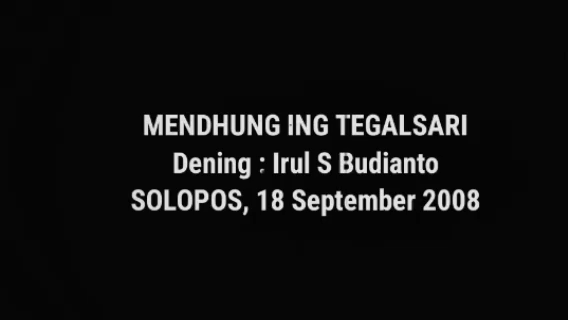 MENDHUNG ING TEGALSARI
Dening : Irul S Budianto
SOLOPOS, 18 September 2008